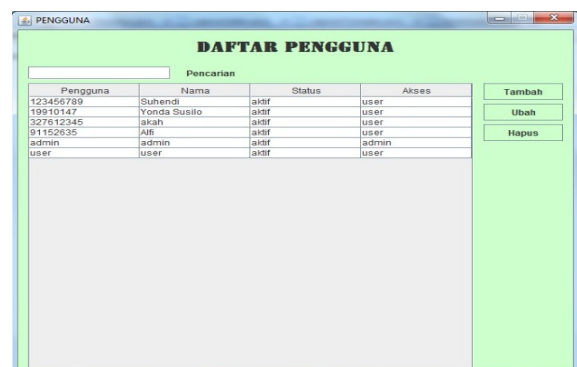 PENGGUNA
DAFTAR PENGGUNA
Pencarian
Pengguna Nama Status Akses
123456789 Suhendi aktif user
19910147 Yonda Susilo aktif user
327612345 akah aktif user
91152635 Alfi aktif user
admin admin aktif admin
user user aktif user
Tambah
Ubah
Hapus